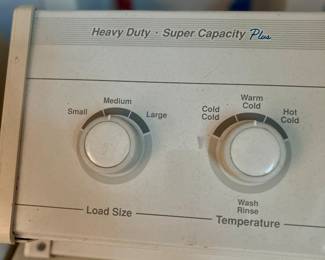 Heavy Duty · Super Capacity Plus
Small
Medium
Large
Load Size
Cold
Cold
Warm
Cold
Hot
Cold
Wash
Rinse
Temperature